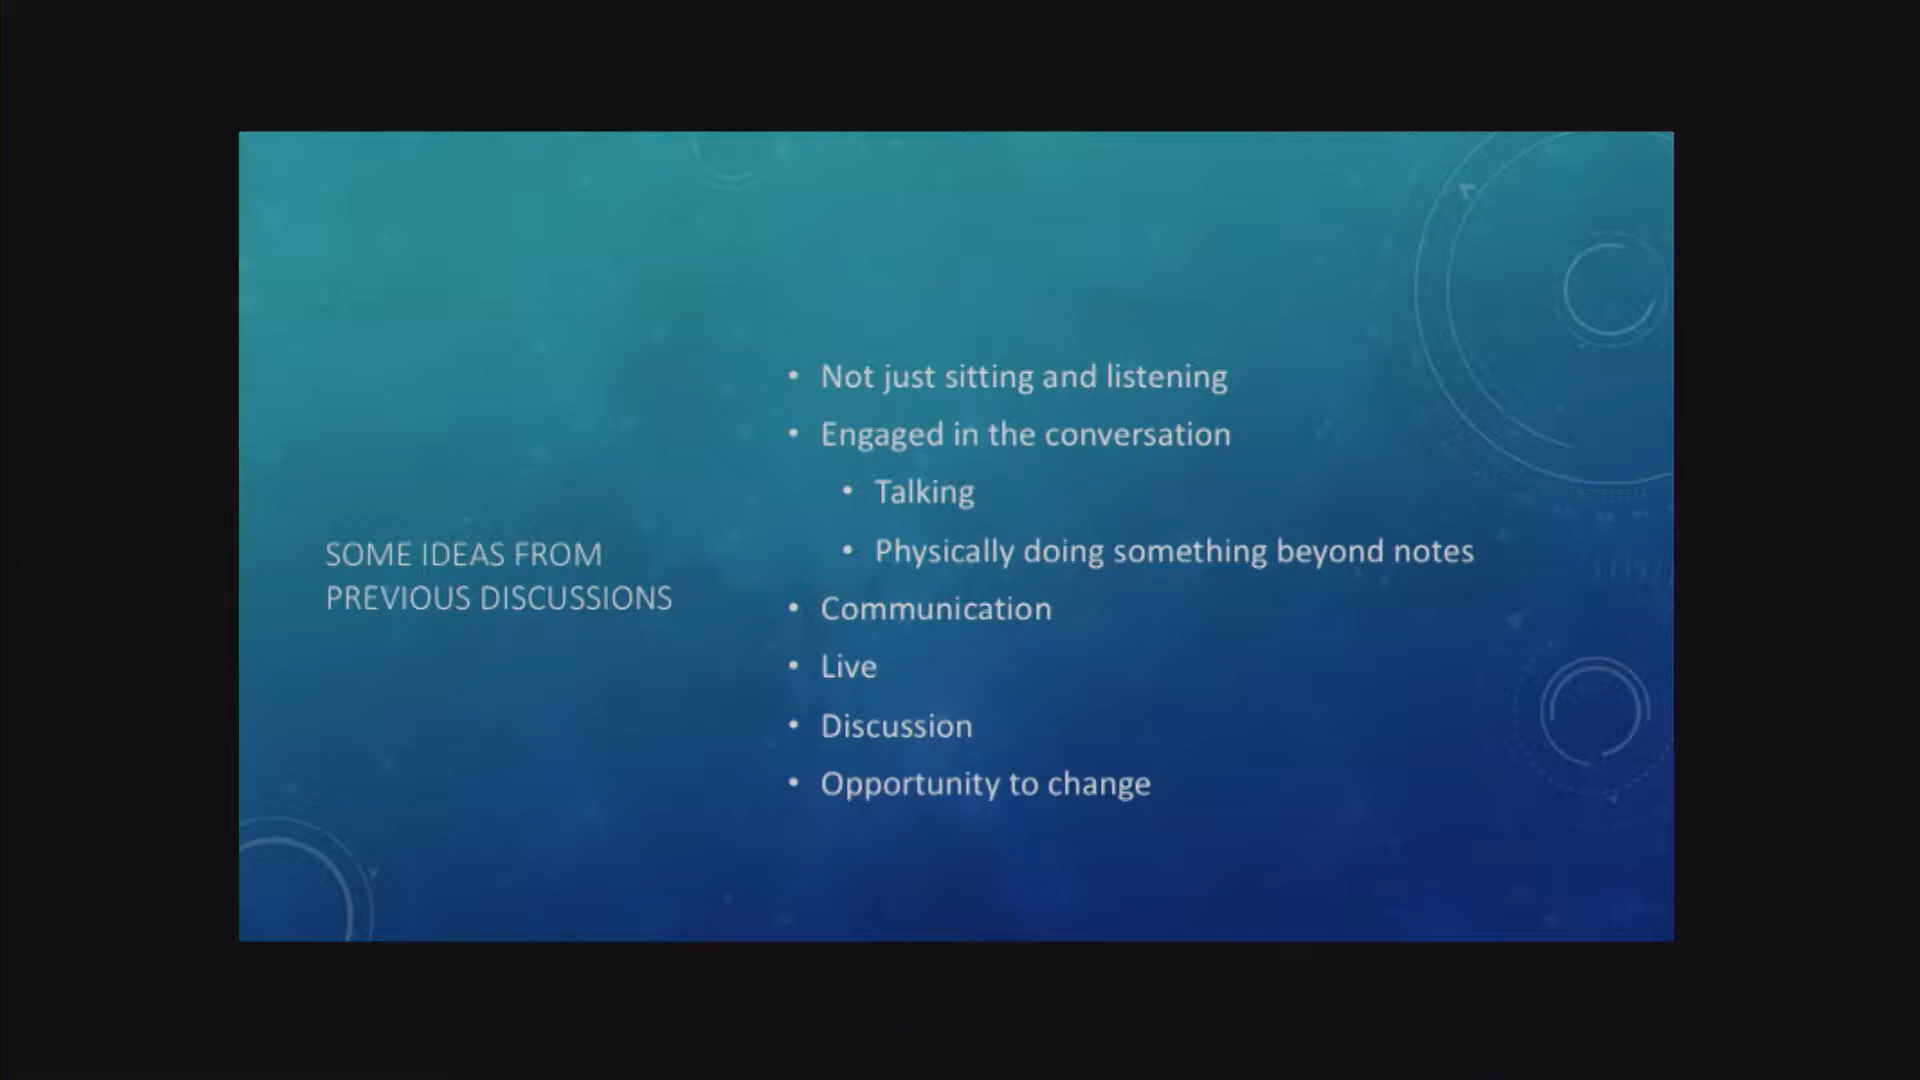 SOME IDEAS FROM
PREVIOUS DISCUSSIONS
• Not just sitting and listening
• Engaged in the conversation
• Talking
• Physically doing something beyond notes
• Communication
• Live
• Discussion
• Opportunity to change